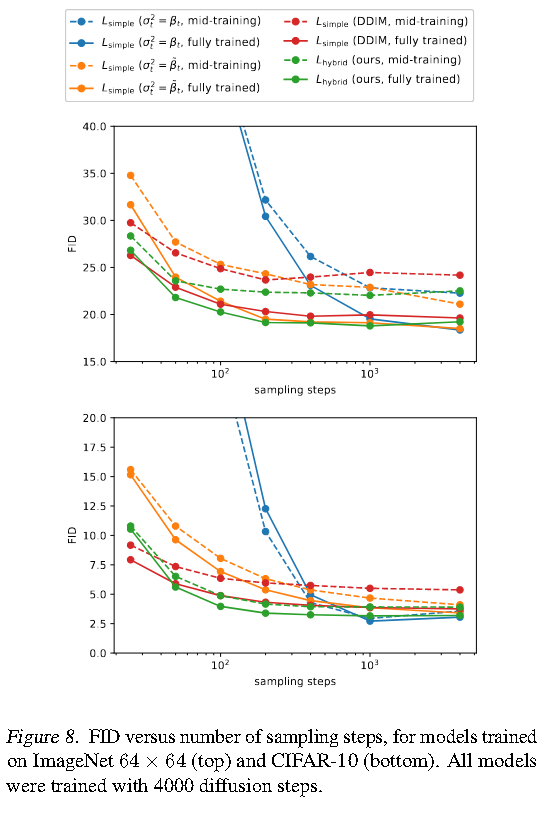 L_simple (σ_t^2 = β_t, mid-training)
L_simple (σ_t^2 = β_t, fully trained)
L_simple (σ_t^2 = β̃_t, mid-training)
L_simple (σ_t^2 = β̃_t, fully trained)
L_simple (DDIM, mid-training)
L_simple (DDIM, fully trained)
L_hybrid (ours, mid-training)
L_hybrid (ours, fully trained)
40.0
35.0
30.0
25.0
20.0
15.0
FID
10^2
10^3
sampling steps
20.0
17.5
15.0
12.5
10.0
7.5
5.0
2.5
0.0
FID
10^2
10^3
sampling steps
Figure 8. FID versus number of sampling steps, for models trained
on ImageNet 64 × 64 (top) and CIFAR-10 (bottom). All models
were trained with 4000 diffusion steps.